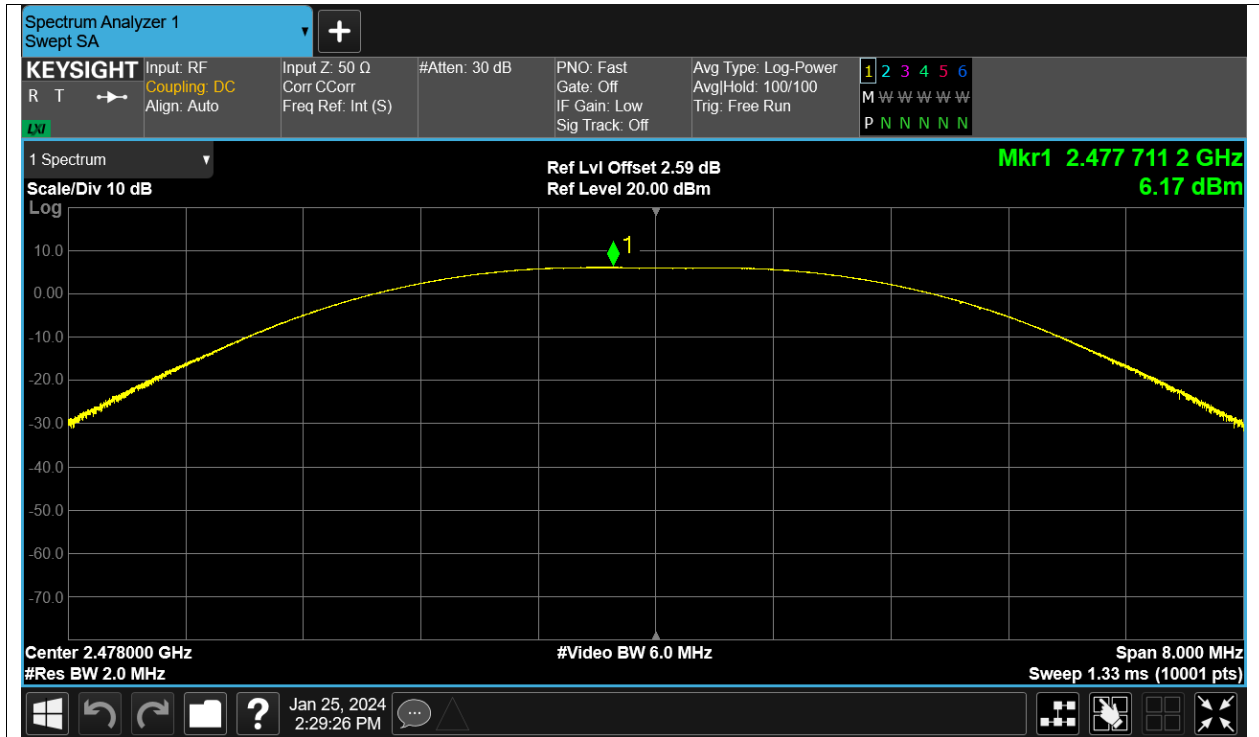 Spectrum Analyzer 1
Swept SA
KEYSIGHT
R T
LXI
Input: RF
Coupling: DC
Align: Auto
Input Z: 50 Ω
Corr CCorr
Freq Ref: Int (S)
#Atten: 30 dB
PNO: Fast
Gate: Off
IF Gain: Low
Sig Track: Off
Avg Type: Log-Power
Avg|Hold: 100/100
Trig: Free Run
1 2 3 4 5 6
M W W W W W
P N N N N N
1 Spectrum
Scale/Div 10 dB
Log
Ref Lvl Offset 2.59 dB
Ref Level 20.00 dBm
Mkr1 2.477 711 2 GHz
6.17 dBm
1
10.0
0.00
-10.0
-20.0
-30.0
-40.0
-50.0
-60.0
-70.0
Center 2.478000 GHz
#Res BW 2.0 MHz
#Video BW 6.0 MHz
Span 8.000 MHz
Sweep 1.33 ms (10001 pts)
?
Jan 25, 2024
2:29:26 PM